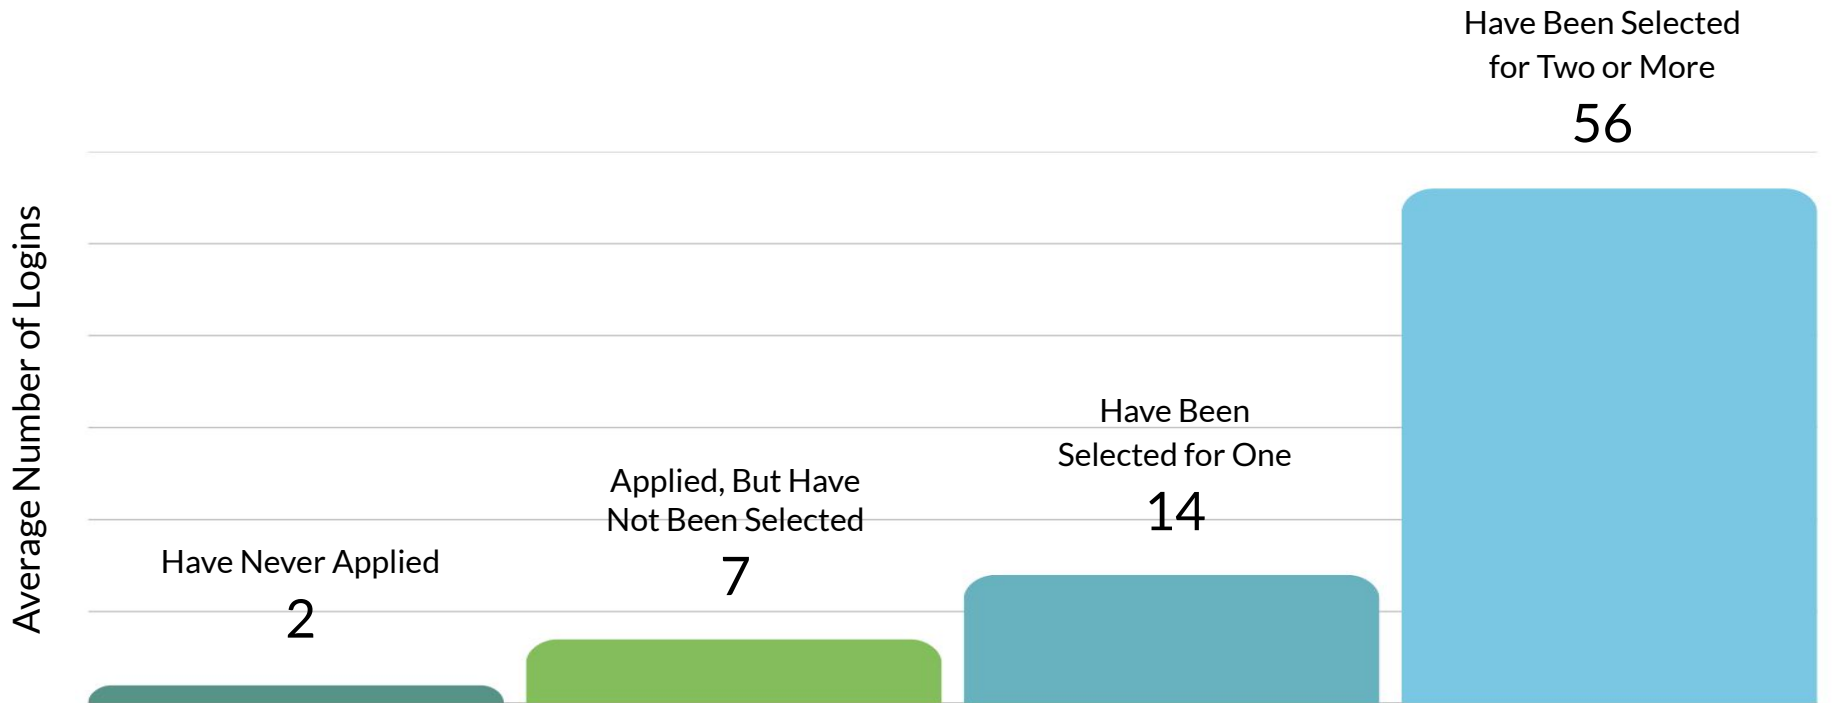 Average Number of Logins
Have Never Applied
2
Applied, But Have
Not Been Selected
7
Have Been
Selected for One
14
Have Been Selected
for Two or More
56